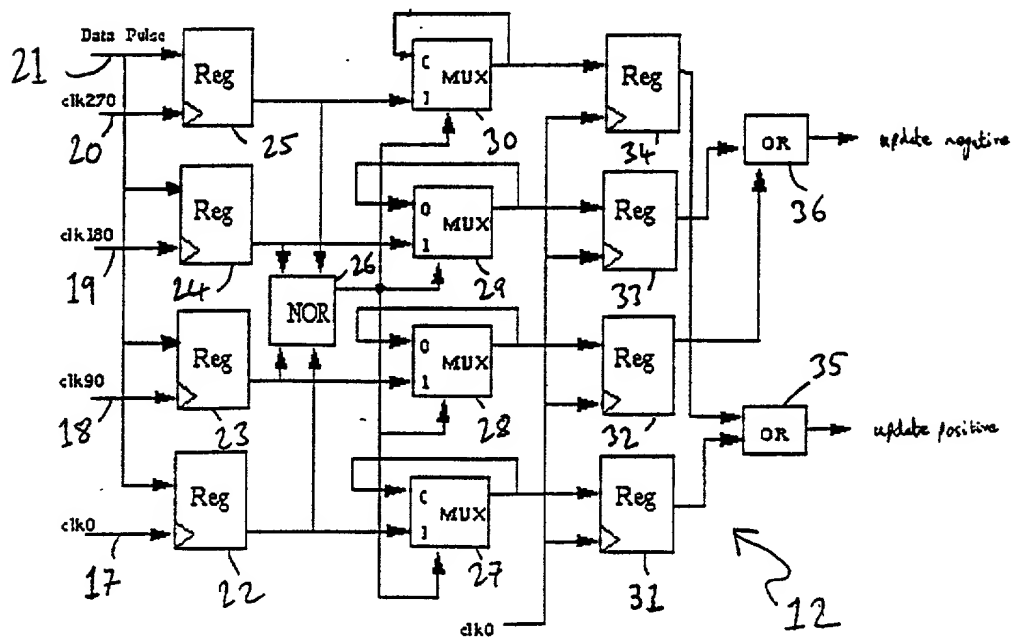 Data Pulse
21
Reg
clk270
20
25
C
MUX
1
30
Reg
34
OR
update negative
36
clk180
19
Reg
24
0
MUX
1
29
Reg
33
26
NOR
clk90
18
Reg
23
0
MUX
1
28
Reg
32
35
OR
update positive
clk0
17
Reg
22
C
MUX
1
27
Reg
31
12
clk0